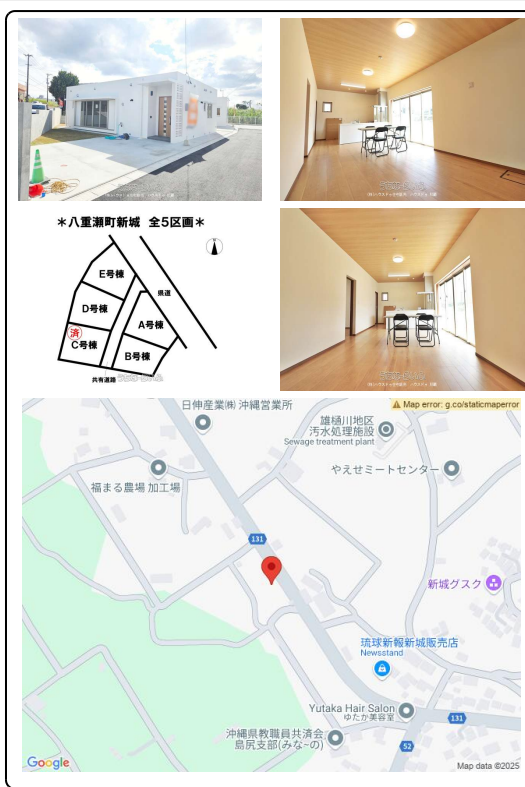 ＊八重瀬町新城 全5区画＊
E号棟
県道
D号棟
済
A号棟
C号棟
B号棟
共有道路
Map error: g.co/staticmaperror
日伸産業㈱ 沖縄営業所
雄樋川地区
汚水処理施設
Sewage treatment plant
やえせミートセンター
福まる農場 加工場
131
新城グスク
琉球新報新城販売店
Newsstand
Yutaka Hair Salon
ゆたか美容室
131
沖縄県教職員共済会
島尻支部(みな~の)
52
Google
Map data ©2025